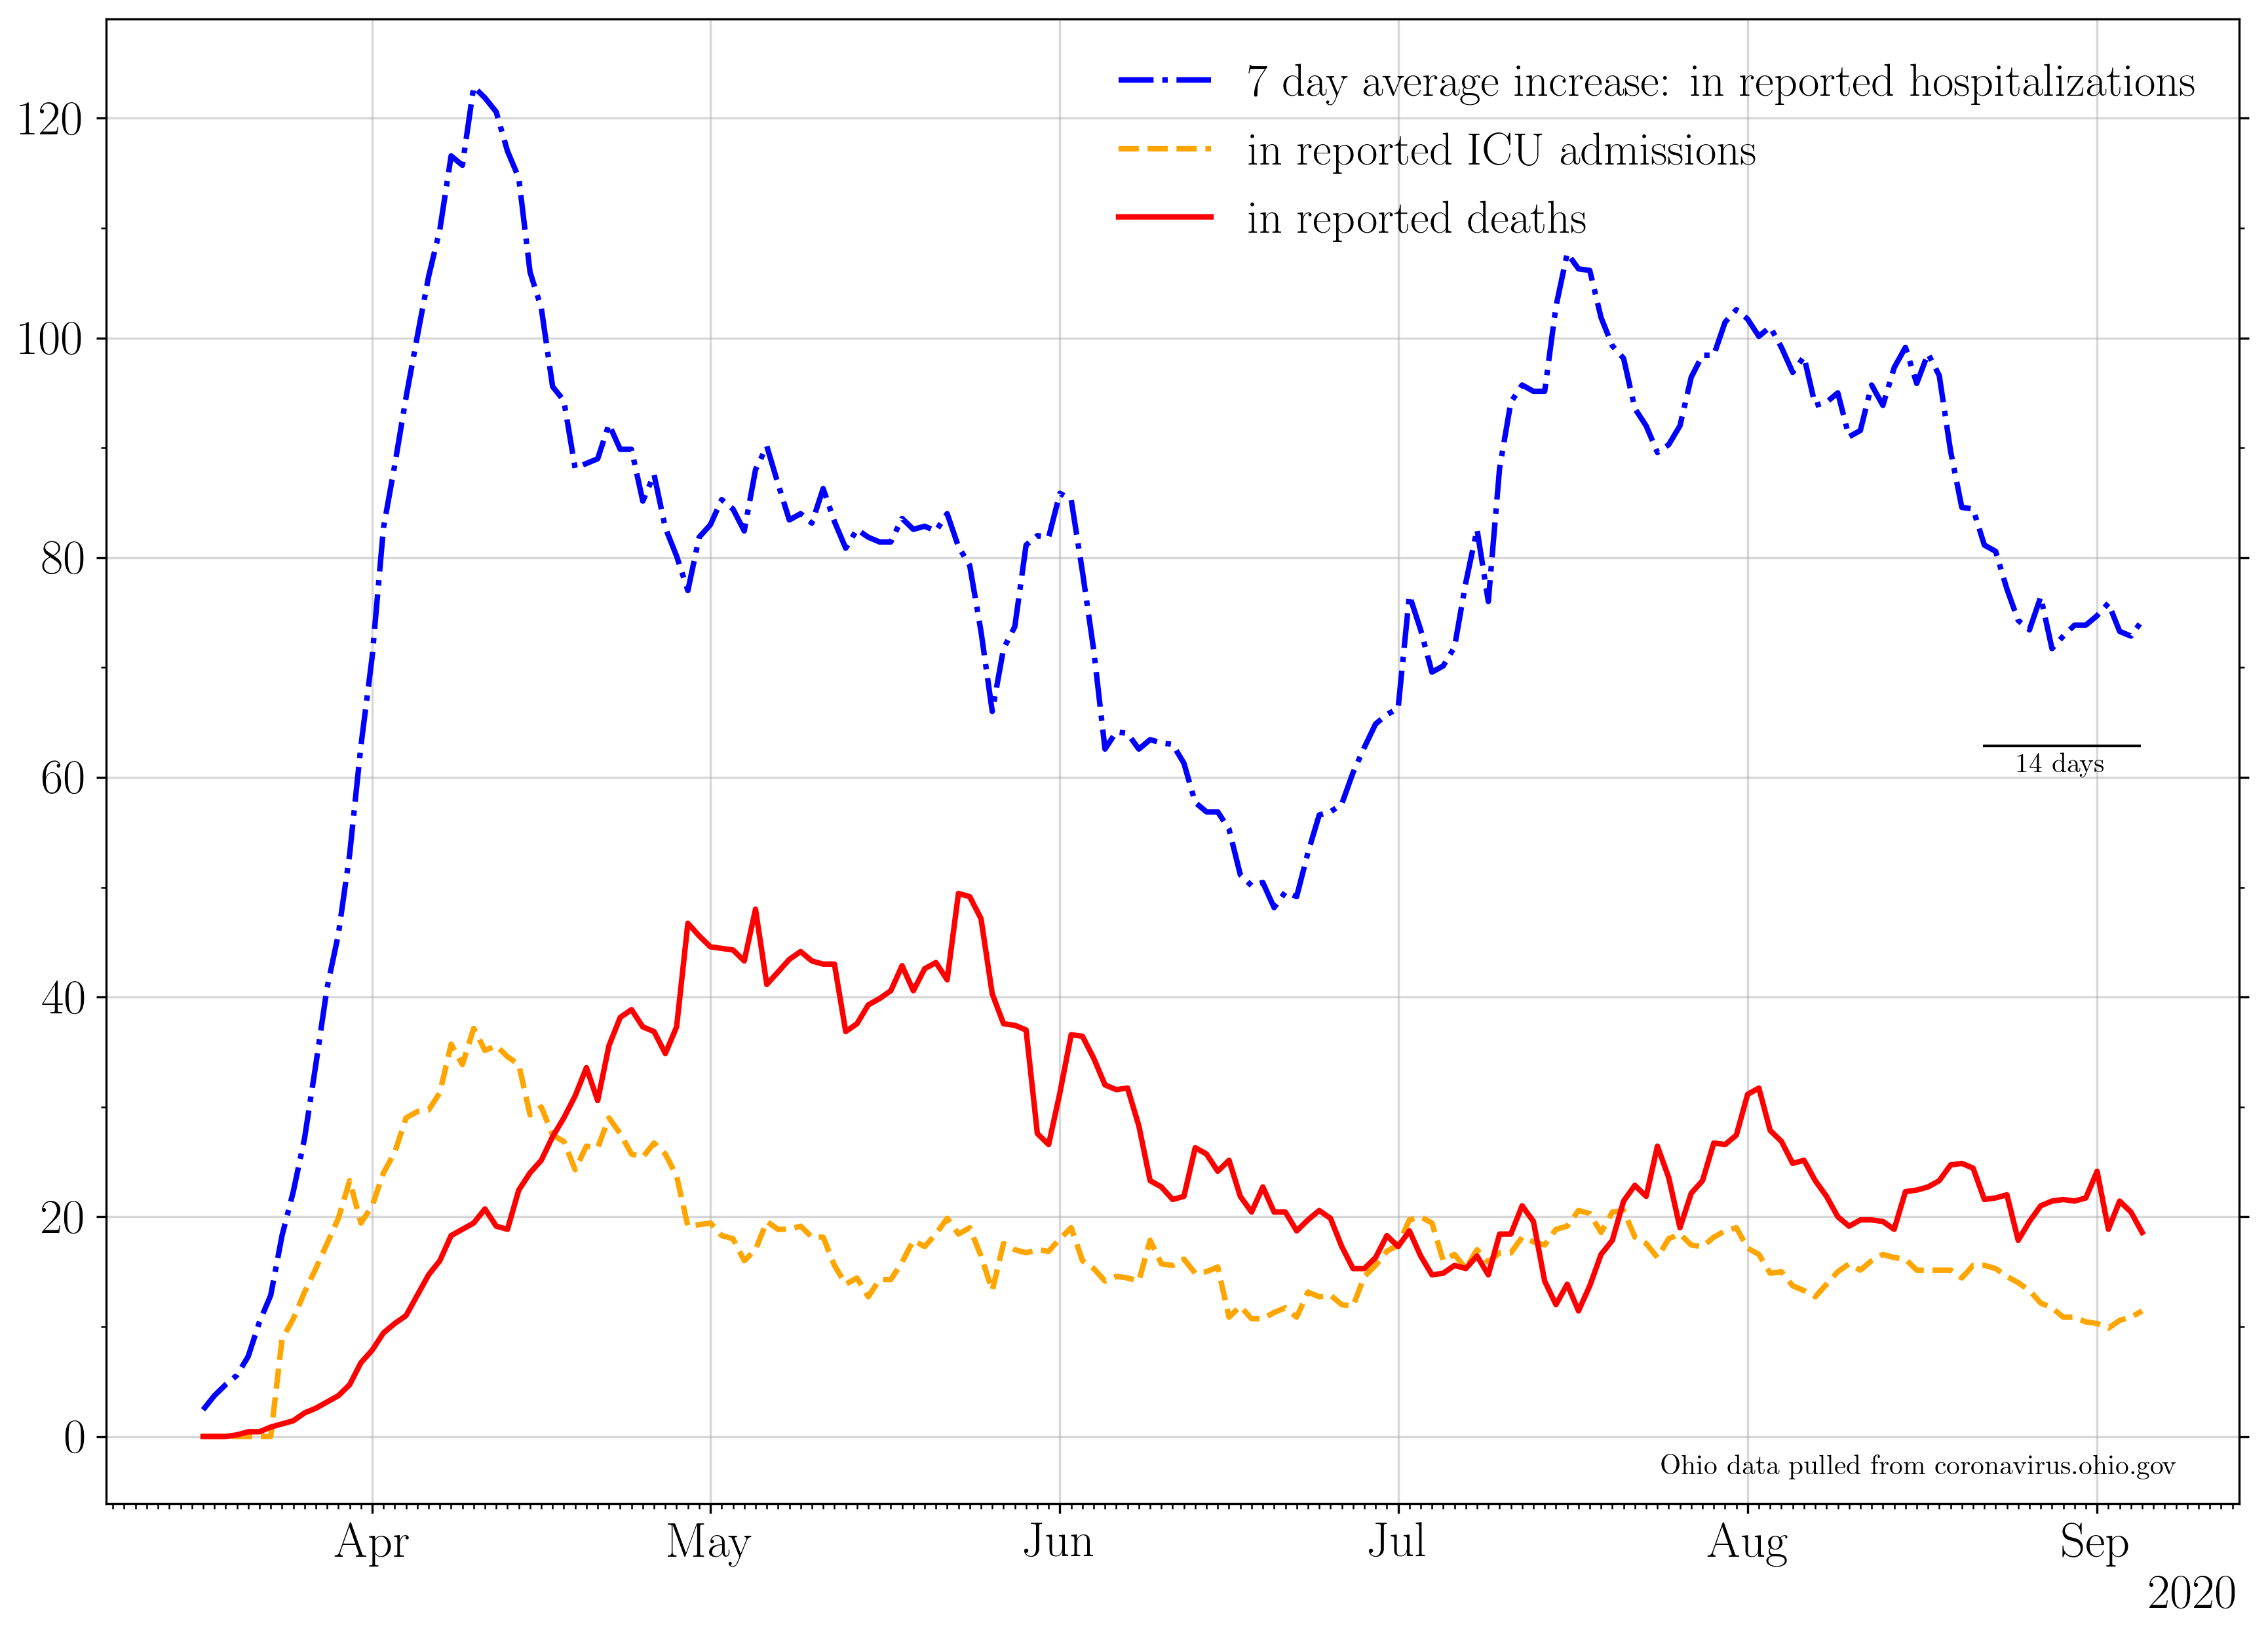 7 day average increase: in reported hospitalizations
in reported ICU admissions
in reported deaths
120
100
80
60
40
20
0
14 days
Ohio data pulled from coronavirus.ohio.gov
Apr May Jun Jul Aug Sep
2020